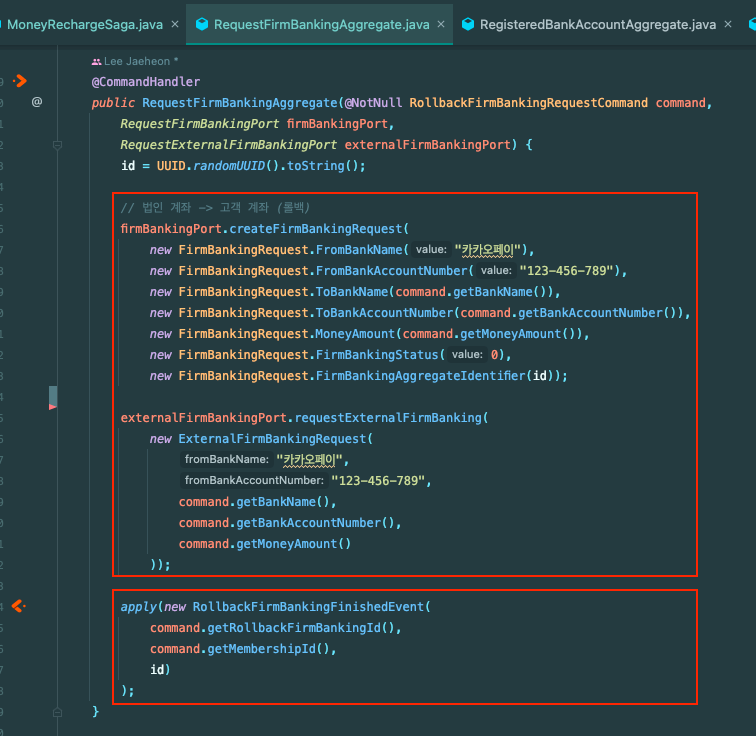 MoneyRechargeSaga.java × RequestFirmBankingAggregate.java × RegisteredBankAccountAggregate.java ×
Lee Jaeheon *
@CommandHandler
@ public RequestFirmBankingAggregate(@NotNull RollbackFirmBankingRequestCommand command,
RequestFirmBankingPort firmBankingPort,
RequestExternalFirmBankingPort externalFirmBankingPort) {
id = UUID.randomUUID().toString();
// 법인 계좌 -> 고객 계좌 (롤백)
firmBankingPort.createFirmBankingRequest(
new FirmBankingRequest.FromBankName( value: "카카오페이"),
new FirmBankingRequest.FromBankAccountNumber( value: "123-456-789"),
new FirmBankingRequest.ToBankName(command.getBankName()),
new FirmBankingRequest.ToBankAccountNumber(command.getBankAccountNumber()),
new FirmBankingRequest.MoneyAmount(command.getMoneyAmount()),
new FirmBankingRequest.FirmBankingStatus( value: 0),
new FirmBankingRequest.FirmBankingAggregateIdentifier(id));
externalFirmBankingPort.requestExternalFirmBanking(
new ExternalFirmBankingRequest(
fromBankName: "카카오페이",
fromBankAccountNumber: "123-456-789",
command.getBankName(),
command.getBankAccountNumber(),
command.getMoneyAmount()
));
apply(new RollbackFirmBankingFinishedEvent(
command.getRollbackFirmBankingId(),
command.getMembershipId(),
id)
);
}